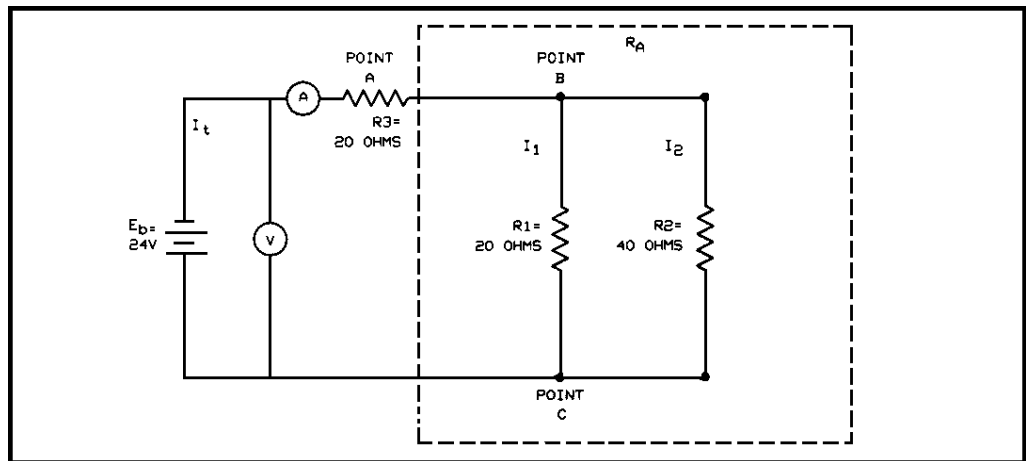 R_A
POINT
A
POINT
B
A
R3=
20 OHMS
I_t
I_1
I_2
E_b=
24V
V
R1=
20 OHMS
R2=
40 OHMS
POINT
C